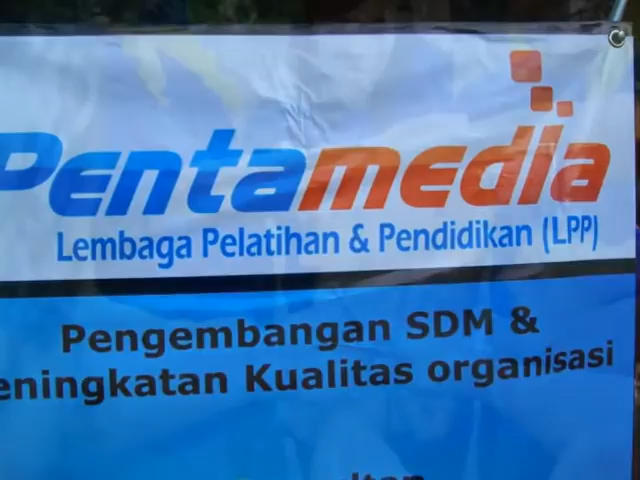 Pentamedia
Lembaga Pelatihan & Pendidikan (LPP)
Pengembangan SDM &
eningkatan Kualitas organisasi